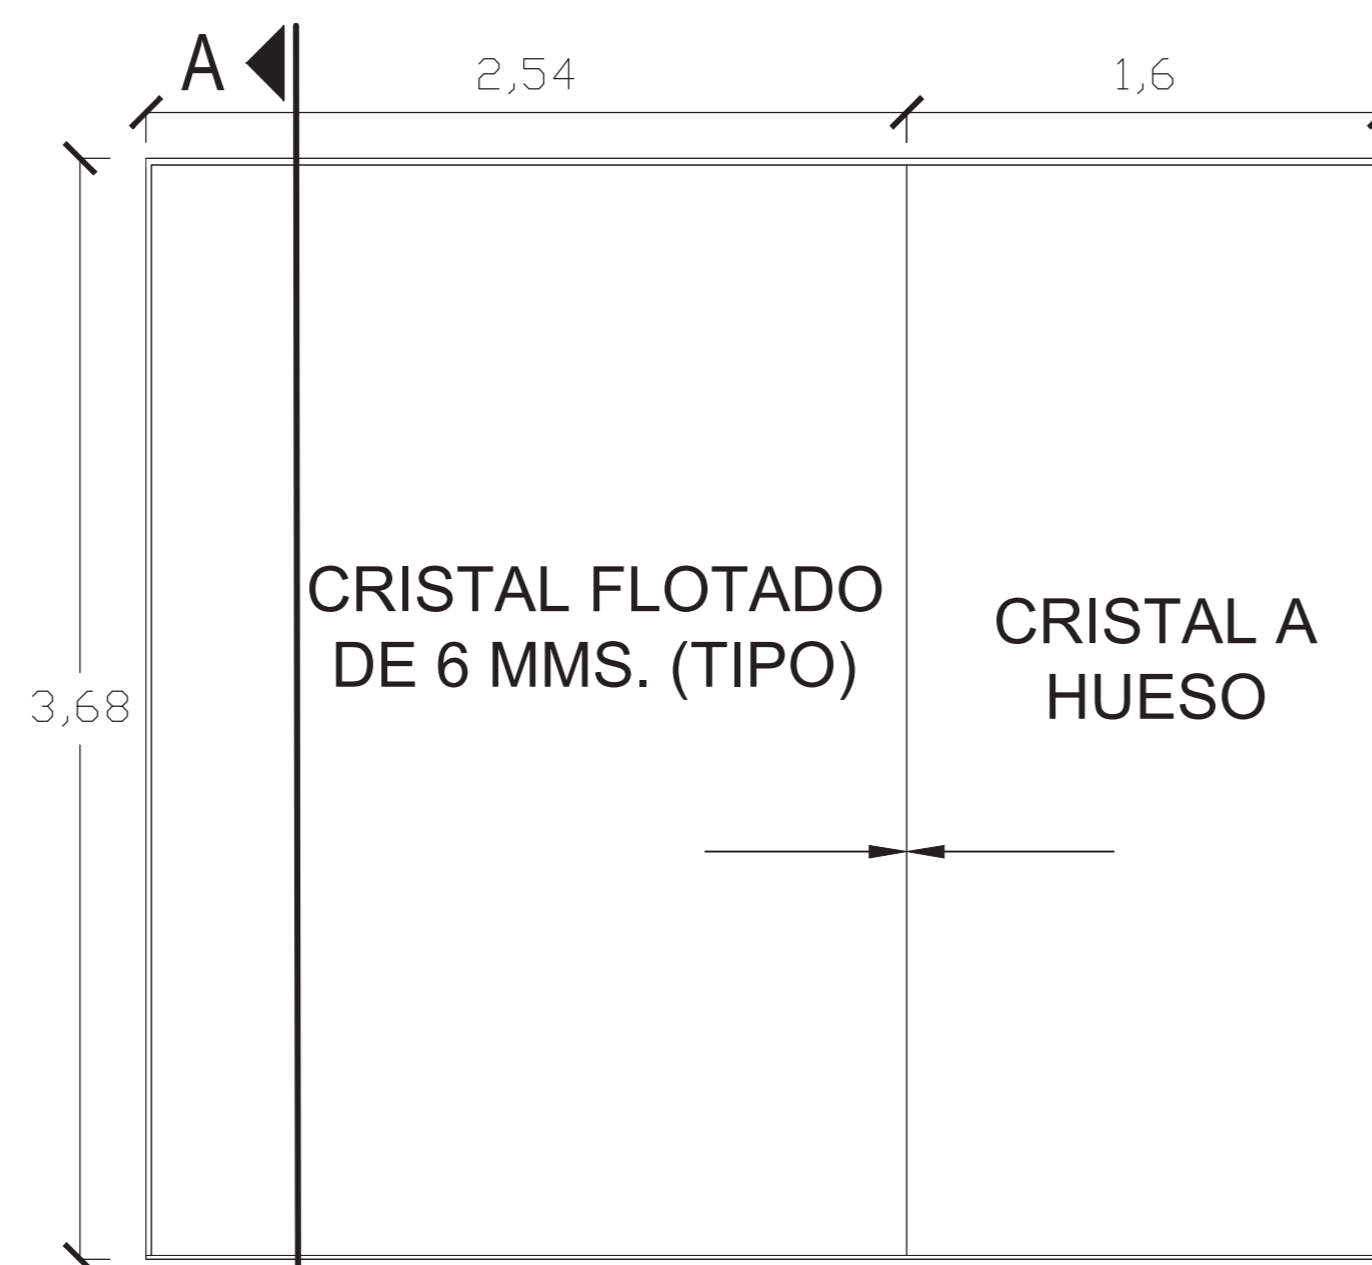 A
2,54
1,6
CRISTAL FLOTADO
DE 6 MMS. (TIPO)
CRISTAL A
HUESO
3,68